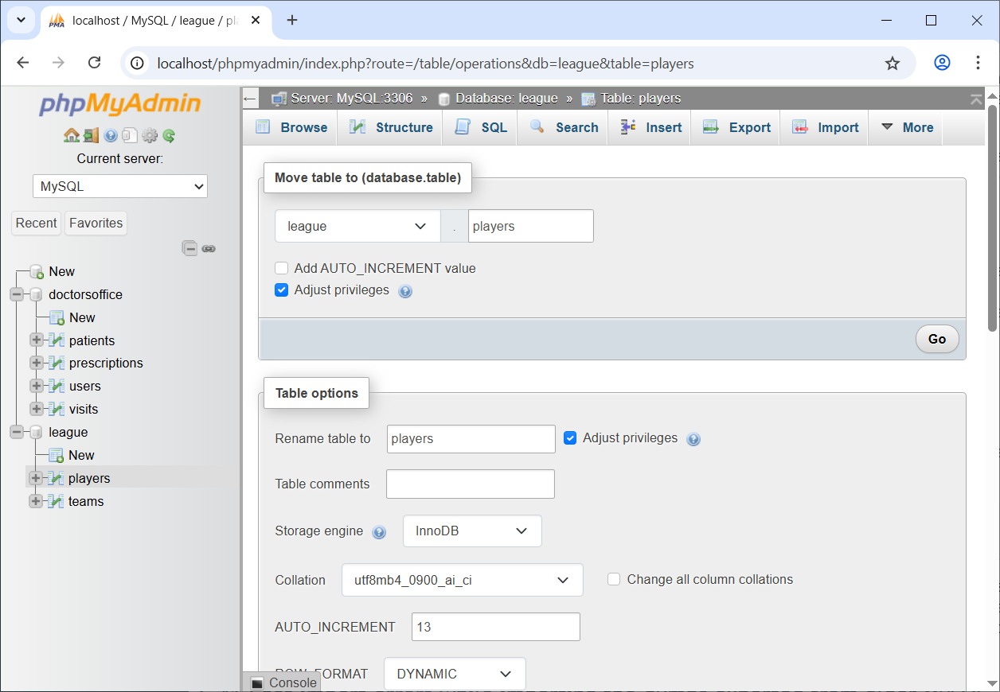 localhost / MySQL / league / pl
localhost/phpmyadmin/index.php?route=/table/operations&db=league&table=players
phpMyAdmin
Current server:
MySQL
Recent Favorites
New
doctorsoffice
New
patients
prescriptions
users
visits
league
New
players
teams
Server: MySQL:3306 » Database: league » Table: players
Browse Structure SQL Search Insert Export Import More
Move table to (database.table)
league . players
Add AUTO_INCREMENT value
Adjust privileges
Go
Table options
Rename table to players Adjust privileges
Table comments
Storage engine InnoDB
Collation utf8mb4_0900_ai_ci Change all column collations
AUTO_INCREMENT 13
ROW_FORMAT DYNAMIC
Console